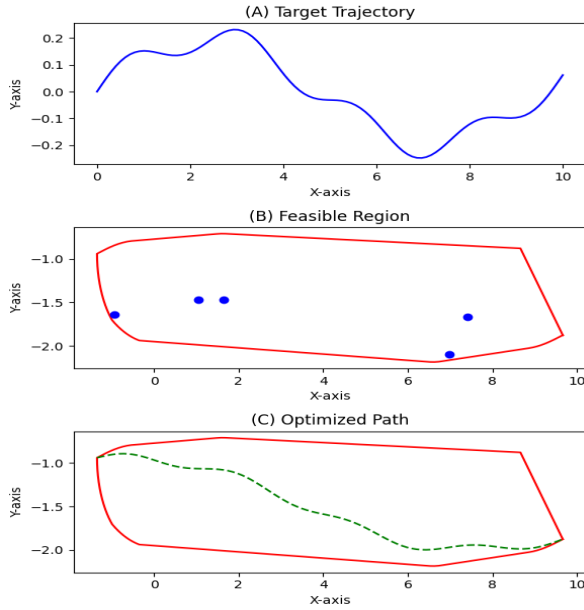 (A) Target Trajectory
0.2
0.1
0.0
−0.1
−0.2
Y-axis
0 2 4 6 8 10
X-axis
(B) Feasible Region
−1.0
−1.5
−2.0
Y-axis
0 2 4 6 8 10
X-axis
(C) Optimized Path
−1.0
−1.5
−2.0
Y-axis
0 2 4 6 8 10
X-axis